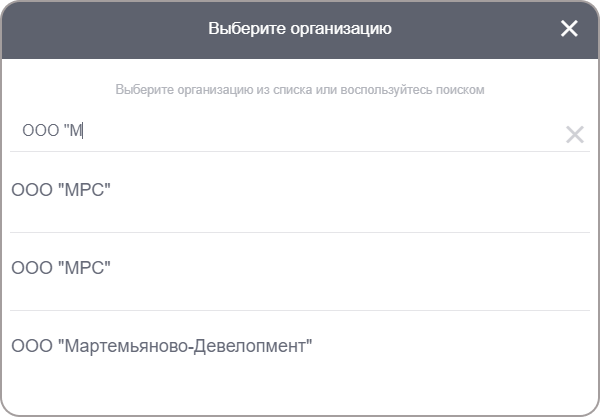 Выберите организацию
Выберите организацию из списка или воспользуйтесь поиском
ООО "М
ООО "МРС"
ООО "МРС"
ООО "Мартемьяново-Девелопмент"